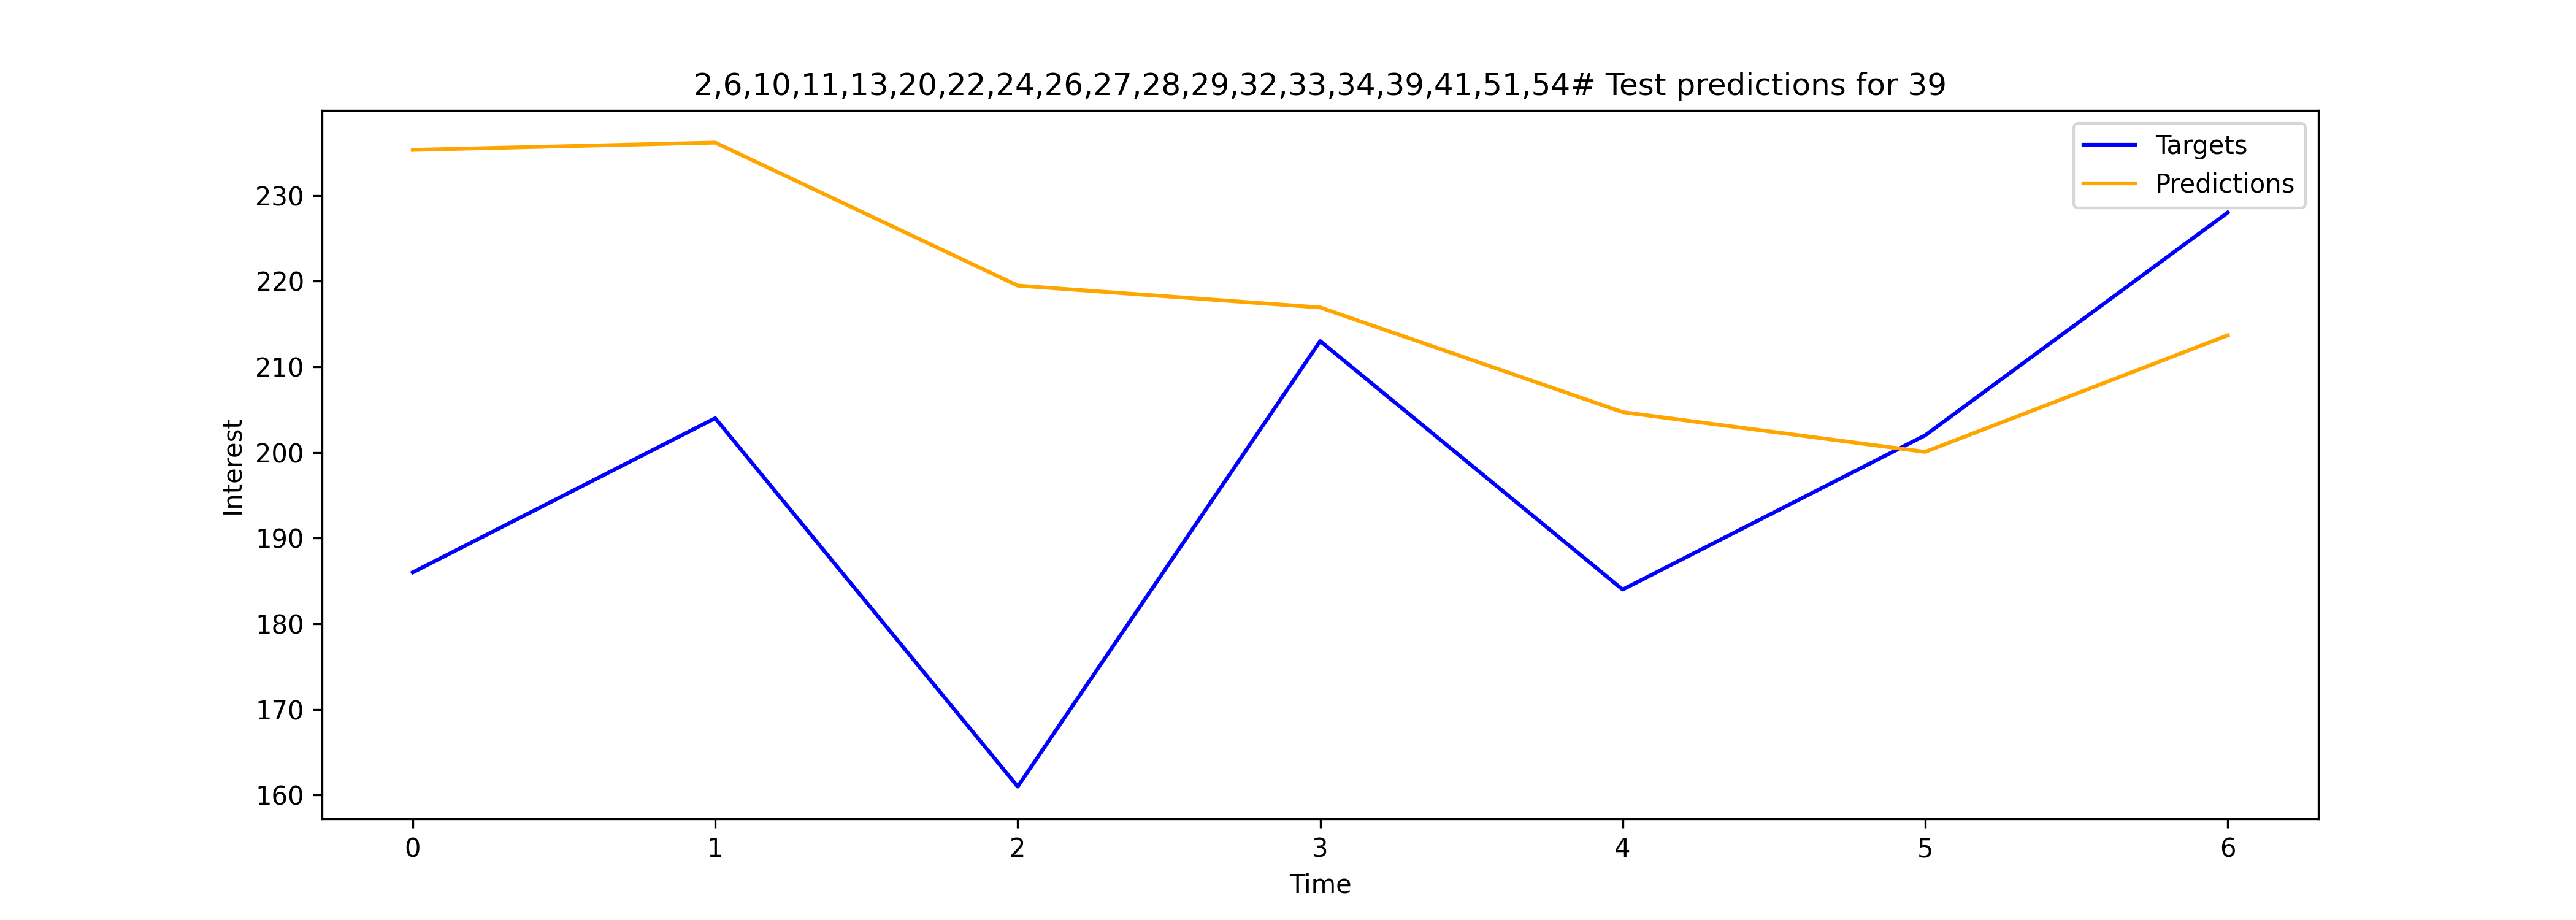 2,6,10,11,13,20,22,24,26,27,28,29,32,33,34,39,41,51,54# Test predictions for 39
Targets
Predictions
Interest
230
220
210
200
190
180
170
160
0 1 2 3 4 5 6
Time